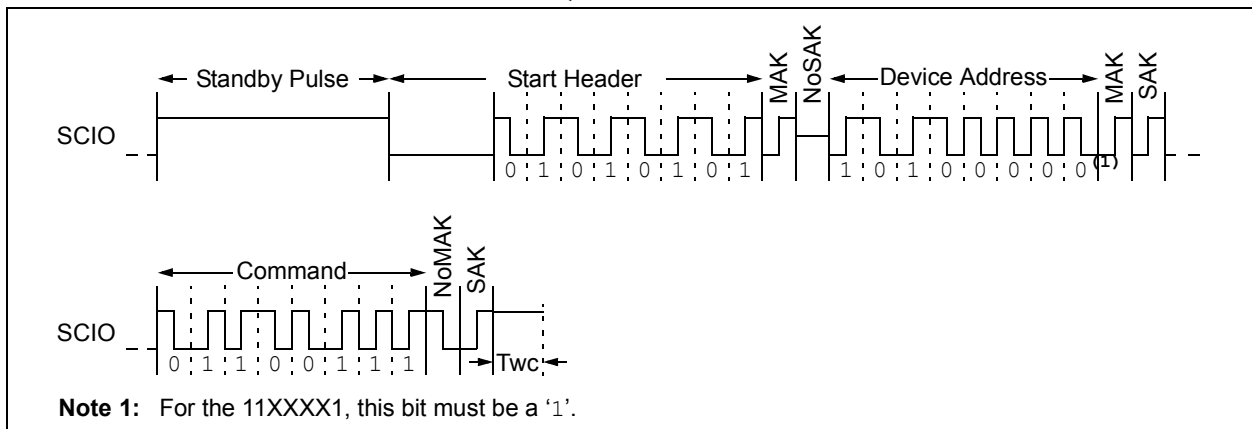 Standby Pulse Start Header MAK NoSAK Device Address MAK SAK
SCIO
0 1 0 1 0 1 0 1 1 0 1 0 0 0 0 0(1)
Command NoMAK SAK
SCIO
0 1 1 0 0 1 1 1 Twc
Note 1: For the 11XXXX1, this bit must be a ‘1’.